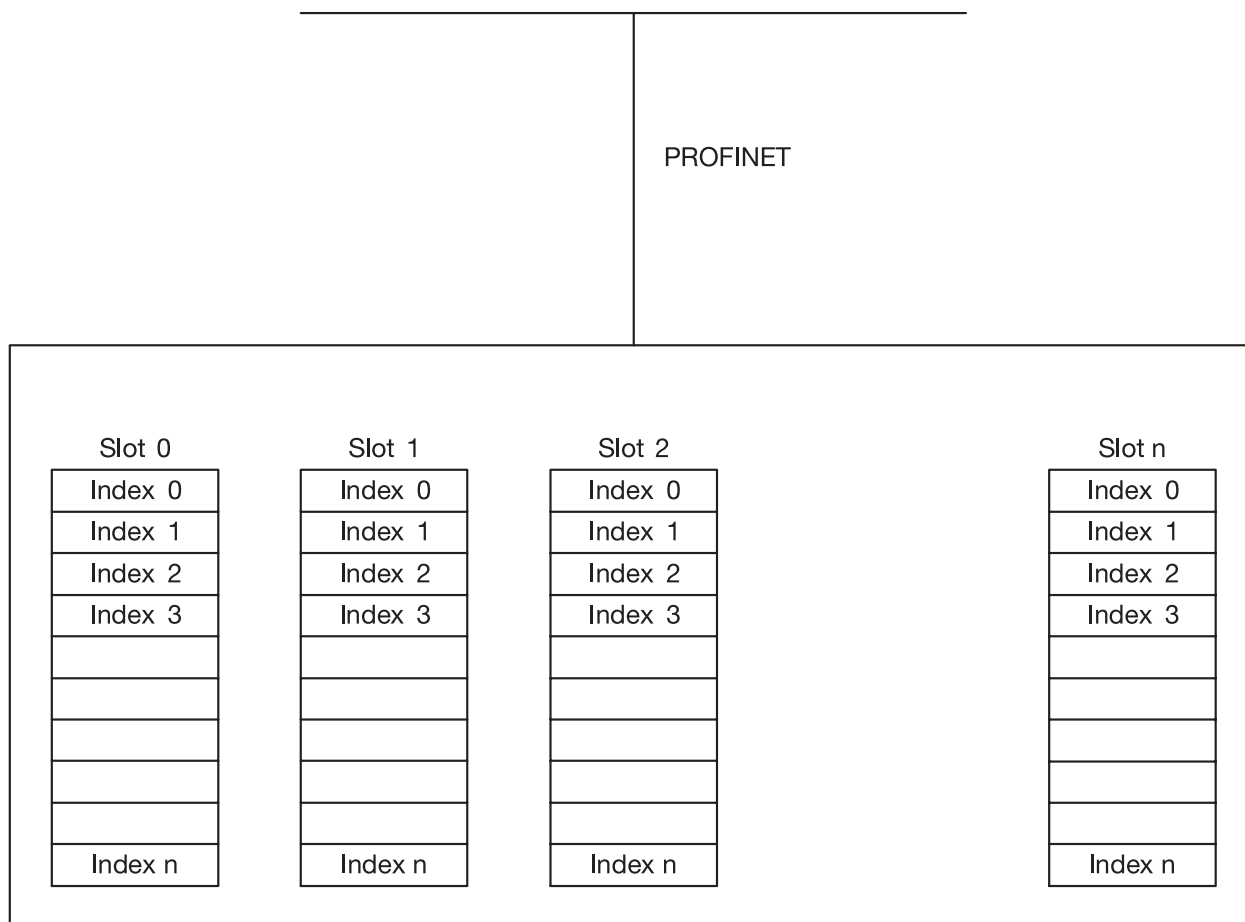 PROFINET
Slot 0 Slot 1 Slot 2 Slot n
Index 0 Index 0 Index 0 Index 0
Index 1 Index 1 Index 1 Index 1
Index 2 Index 2 Index 2 Index 2
Index 3 Index 3 Index 3 Index 3
Index n Index n Index n Index n